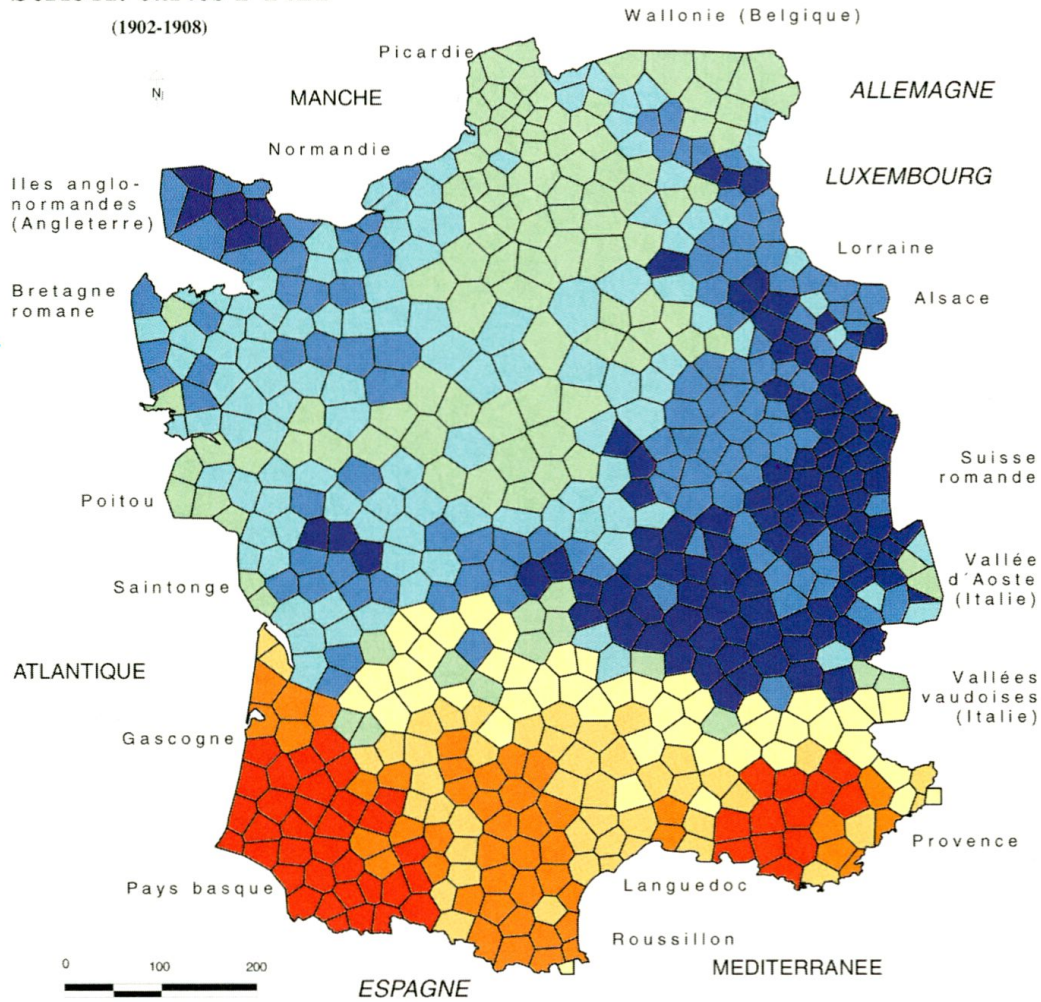 (1902-1908)
Wallonie (Belgique)
Picardie
N
MANCHE
ALLEMAGNE
Normandie
Iles anglo-
normandes
(Angleterre)
LUXEMBOURG
Lorraine
Bretagne
romane
Alsace
Suisse
romande
Poitou
Vallée
d´Aoste
(Italie)
Saintonge
ATLANTIQUE
Vallées
vaudoises
(Italie)
Gascogne
Provence
Pays basque
Languedoc
Roussillon
MEDITERRANEE
0 100 200
ESPAGNE